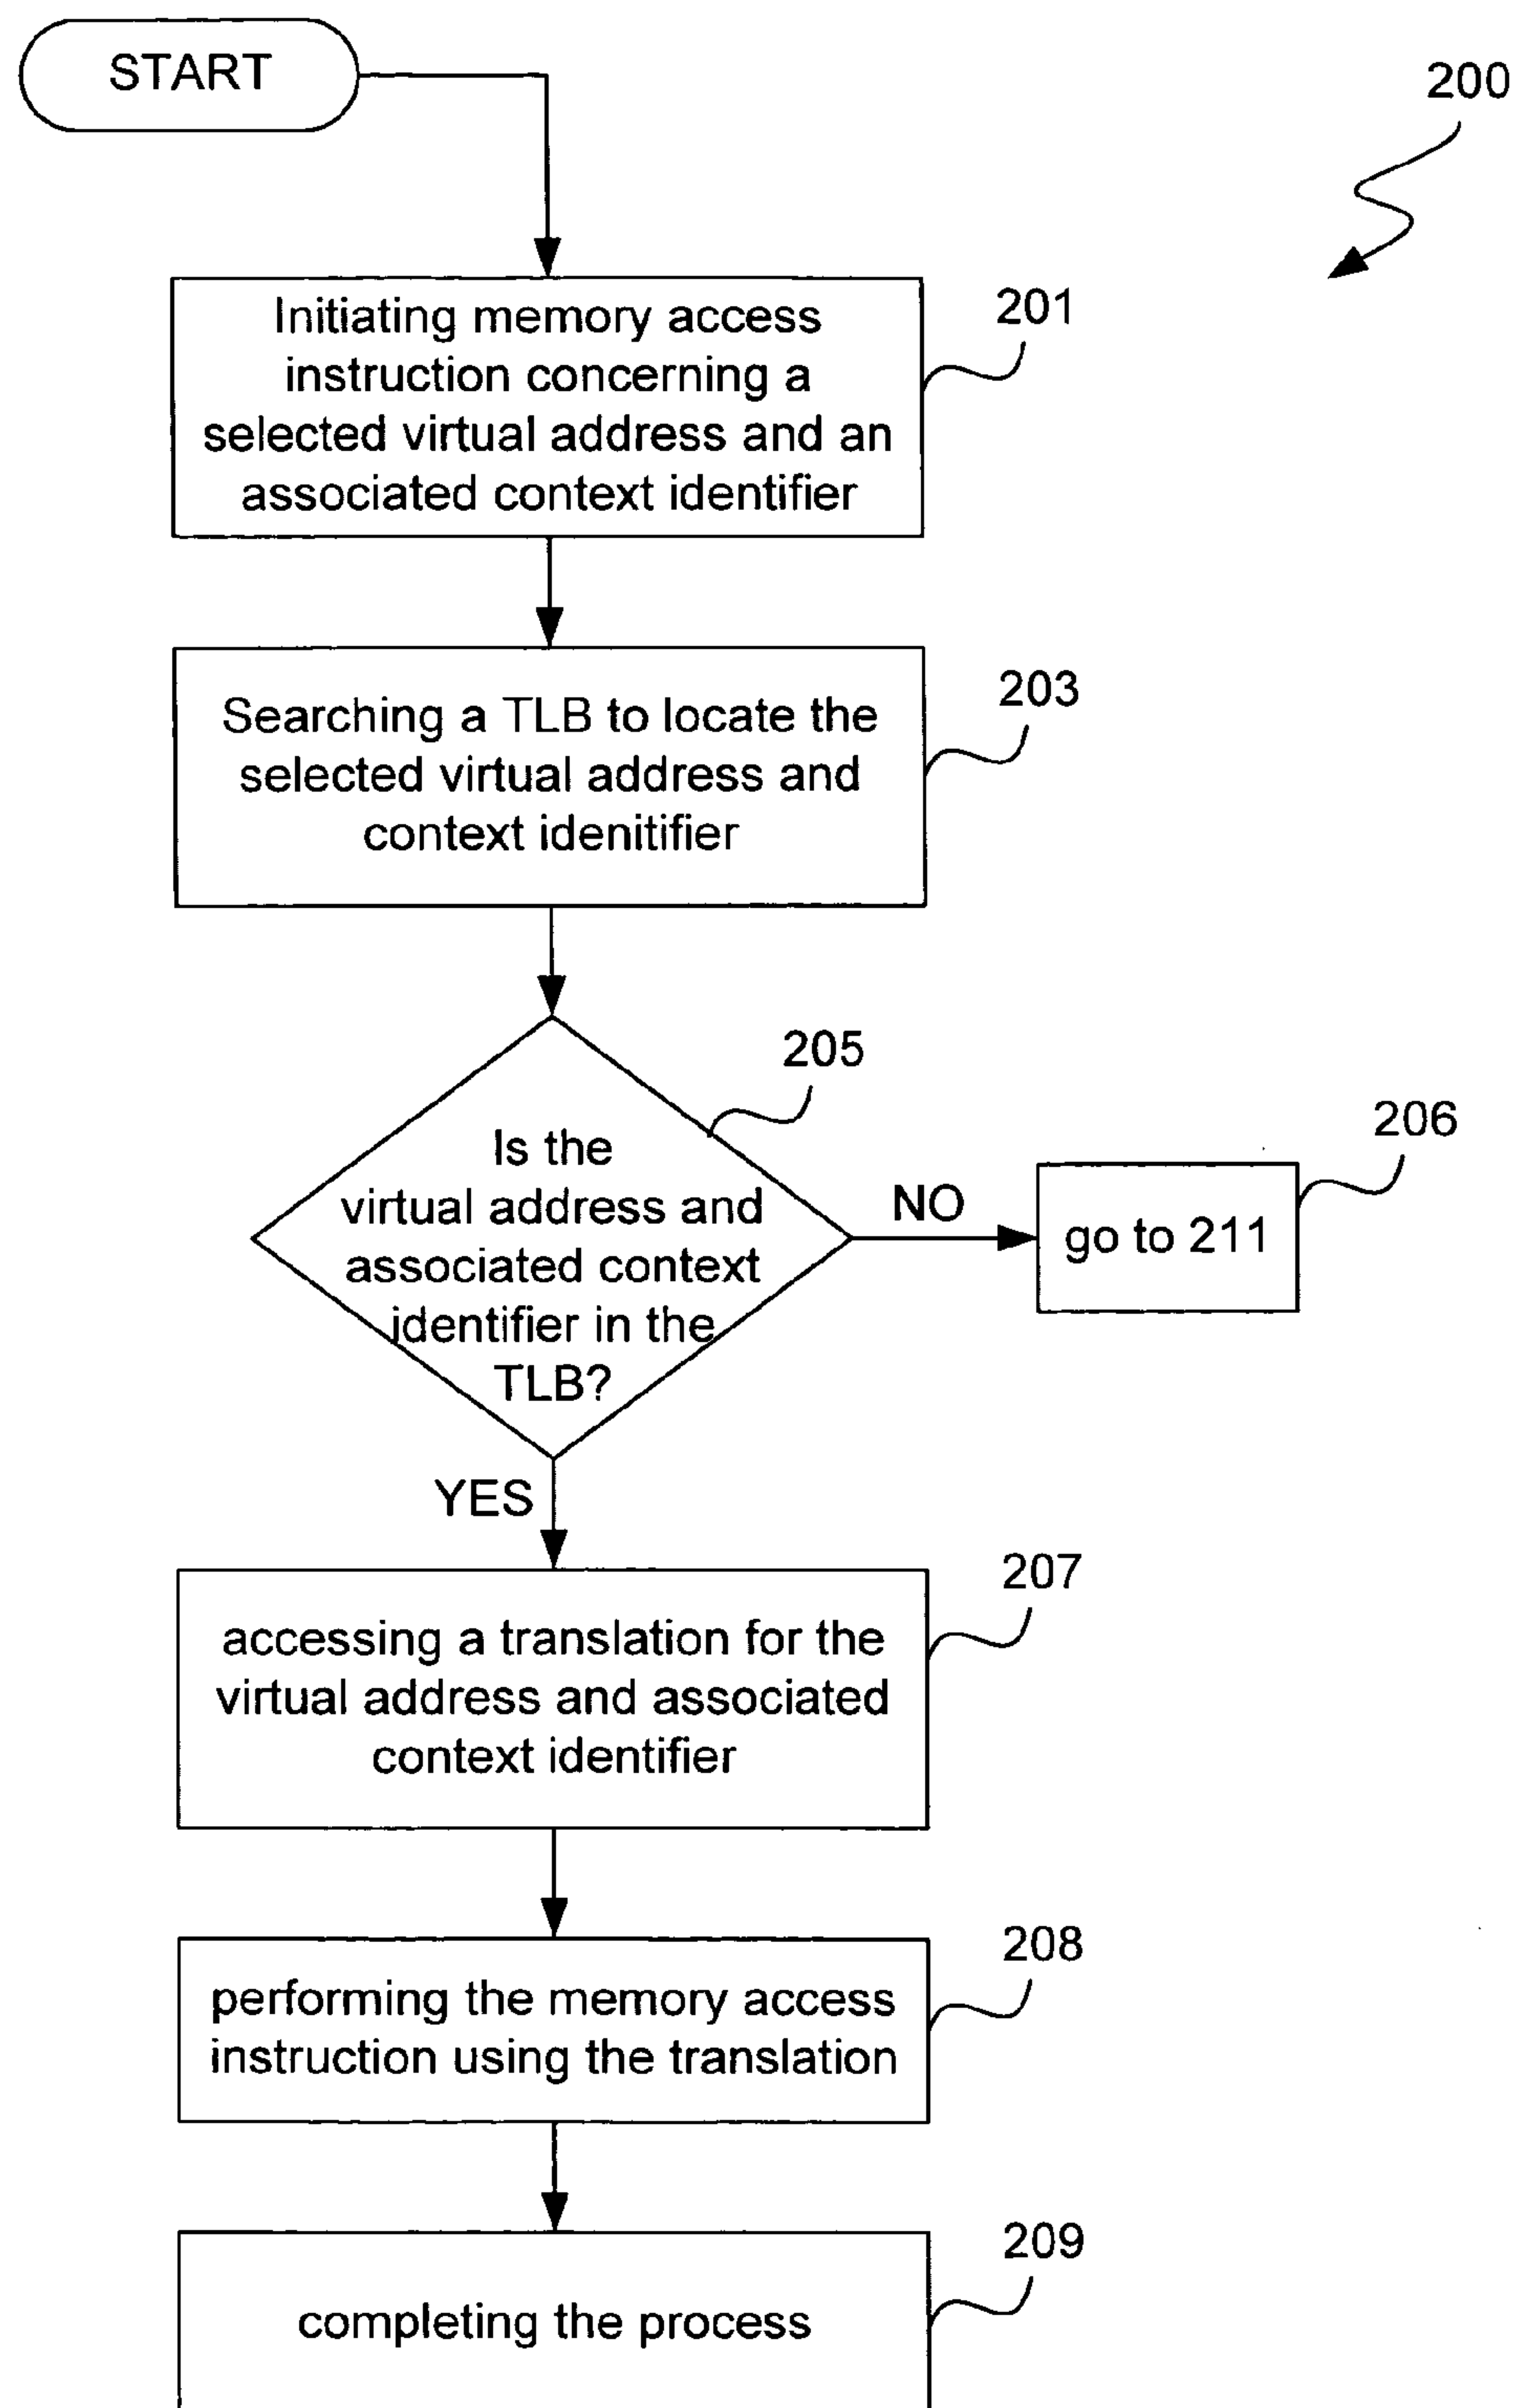 START
200
Initiating memory access
instruction concerning a
selected virtual address and an
associated context identifier
201
Searching a TLB to locate the
selected virtual address and
context idenitifier
203
Is the
virtual address and
associated context
identifier in the
TLB?
205
NO
go to 211
206
YES
accessing a translation for the
virtual address and associated
context identifier
207
performing the memory access
instruction using the translation
208
completing the process
209